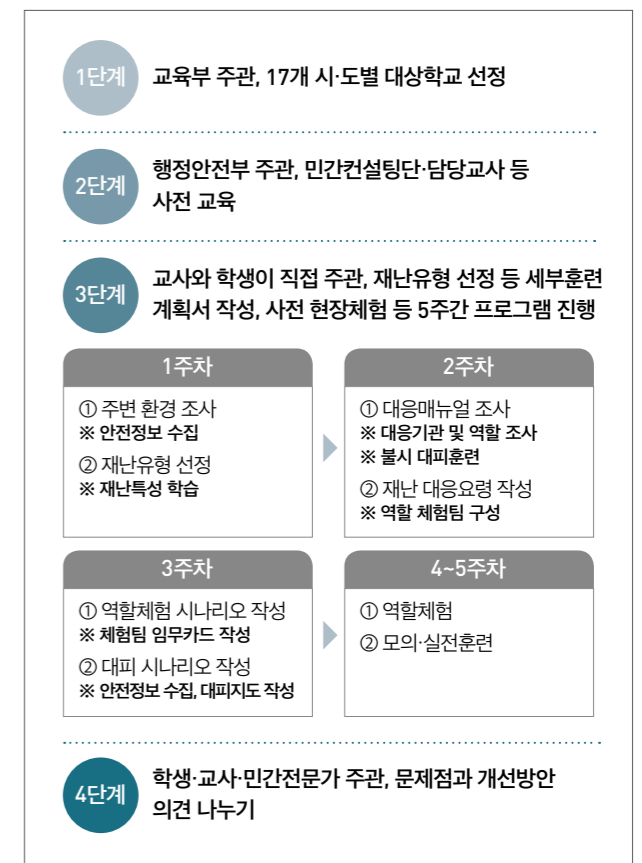 1단계
교육부 주관, 17개 시·도별 대상학교 선정
2단계
행정안전부 주관, 민간컨설팅단·담당교사 등
사전 교육
3단계
교사와 학생이 직접 주관, 재난유형 선정 등 세부훈련
계획서 작성, 사전 현장체험 등 5주간 프로그램 진행
1주차
① 주변 환경 조사
※ 안전정보 수집
② 재난유형 선정
※ 재난특성 학습
2주차
① 대응매뉴얼 조사
※ 대응기관 및 역할 조사
※ 불시 대피훈련
② 재난 대응요령 작성
※ 역할 체험팀 구성
3주차
① 역할체험 시나리오 작성
※ 체험팀 임무카드 작성
② 대피 시나리오 작성
※ 안전정보 수집, 대피지도 작성
4~5주차
① 역할체험
② 모의·실전훈련
4단계
학생·교사·민간전문가 주관, 문제점과 개선방안
의견 나누기